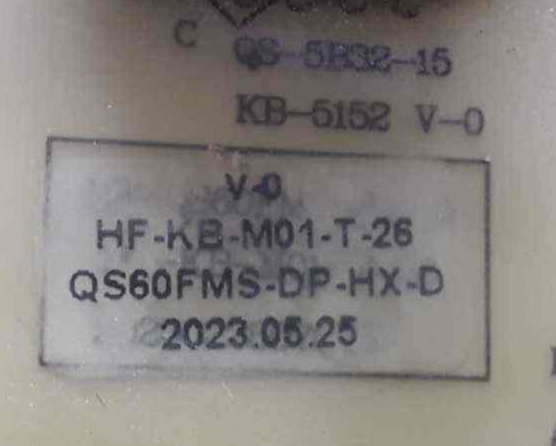 C
QS-5B32-15
KB-5152 V-0
V-0
HF-KB-M01-T-26
QS60FMS-DP-HX-D
2023.05.25